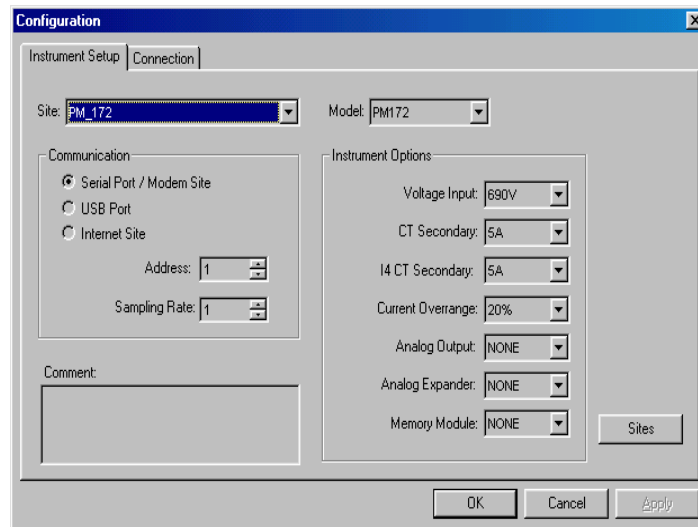 Configuration
Instrument Setup Connection
Site: PM_172 Model: PM172
Communication
Serial Port / Modem Site
USB Port
Internet Site
Address: 1
Sampling Rate: 1
Comment:
Instrument Options
Voltage Input: 690V
CT Secondary: 5A
I4 CT Secondary: 5A
Current Overrange: 20%
Analog Output: NONE
Analog Expander: NONE
Memory Module: NONE
Sites
OK Cancel Apply